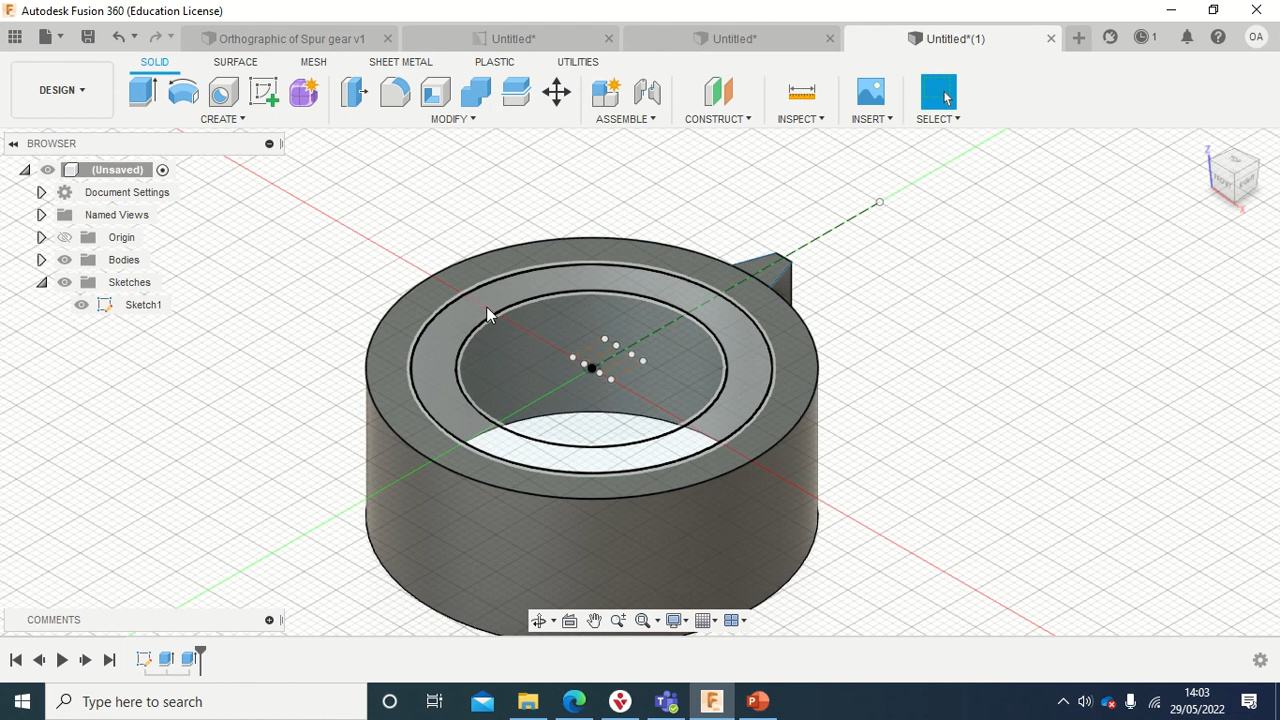 Autodesk Fusion 360 (Education License)
Orthographic of Spur gear v1
Untitled*
Untitled*
Untitled*(1)
1
OA
DESIGN
SOLID
SURFACE
MESH
SHEET METAL
PLASTIC
UTILITIES
CREATE
MODIFY
ASSEMBLE
CONSTRUCT
INSPECT
INSERT
SELECT
BROWSER
(Unsaved)
Document Settings
Named Views
Origin
Bodies
Sketches
Sketch1
Z
X
COMMENTS
Type here to search
14:03
29/05/2022